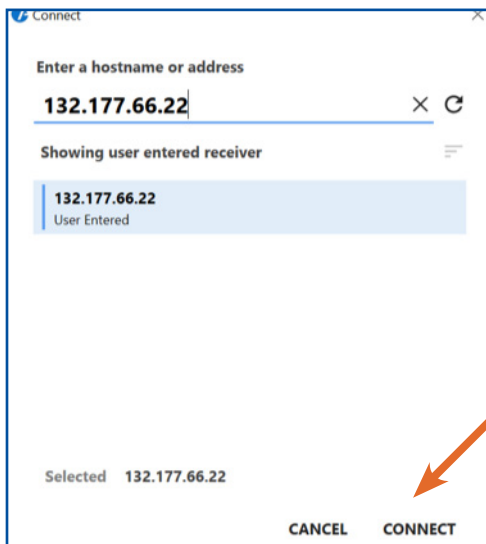 Connect
Enter a hostname or address
132.177.66.22
Showing user entered receiver
132.177.66.22
User Entered
Selected 132.177.66.22
CANCEL CONNECT